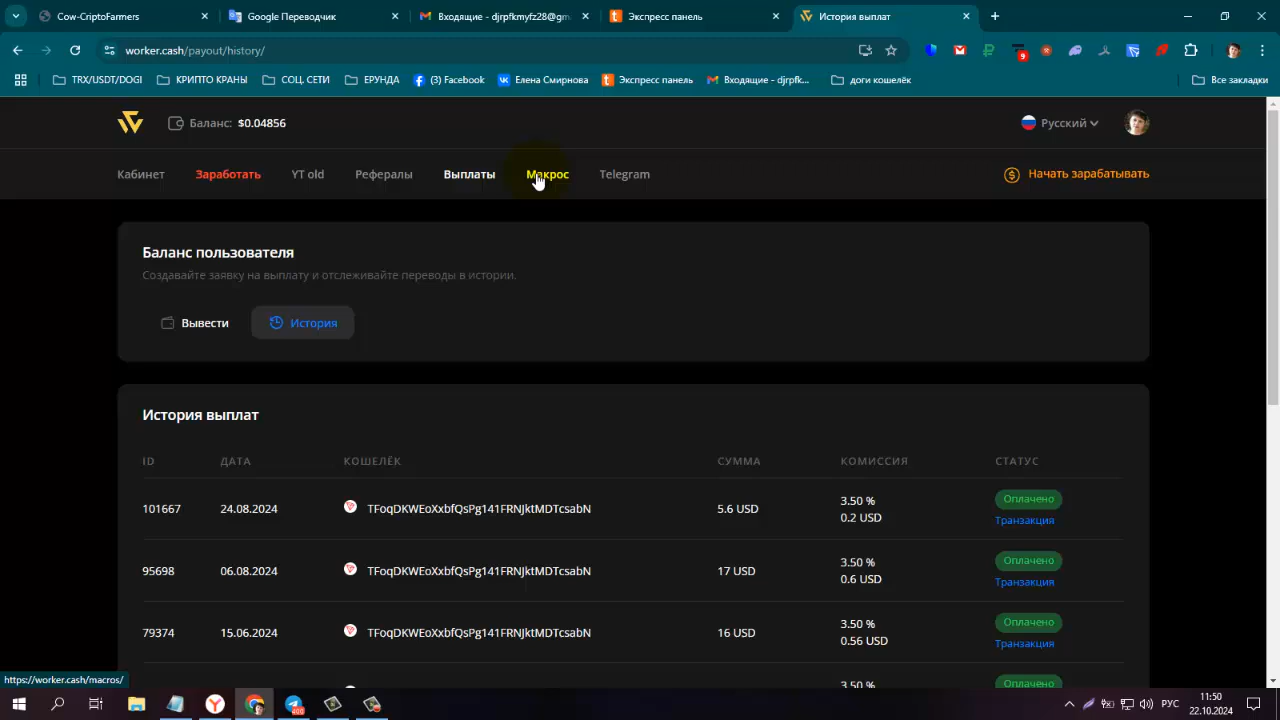 Cow-CriptoFarmers
Google Переводчик
Входящие - djrpfkmyfz28@gm
Экспресс панель
История выплат
worker.cash/payout/history/
9
TRX/USDT/DOGI
КРИПТО КРАНЫ
СОЦ. СЕТИ
ЕРУНДА
(3) Facebook
Елена Смирнова
Экспресс панель
Входящие - djrpfk...
доги кошелёк
Все закладки
Баланс: $0.04856
Русский
Кабинет
Заработать
YT old
Рефералы
Выплаты
Макрос
Telegram
Начать зарабатывать
Баланс пользователя
Создавайте заявку на выплату и отслеживайте переводы в истории.
Вывести
История
История выплат
ID ДАТА КОШЕЛЁК СУММА КОМИССИЯ СТАТУС
101667 24.08.2024 TFoqDKWEoXxbfQsPg141FRNJktMDTcsabN 5.6 USD 3.50 % 0.2 USD Оплачено Транзакция
95698 06.08.2024 TFoqDKWEoXxbfQsPg141FRNJktMDTcsabN 17 USD 3.50 % 0.6 USD Оплачено Транзакция
79374 15.06.2024 TFoqDKWEoXxbfQsPg141FRNJktMDTcsabN 16 USD 3.50 % 0.56 USD Оплачено Транзакция
3.50 % Оплачено
https://worker.cash/macros/
РУС
11:50
22.10.2024